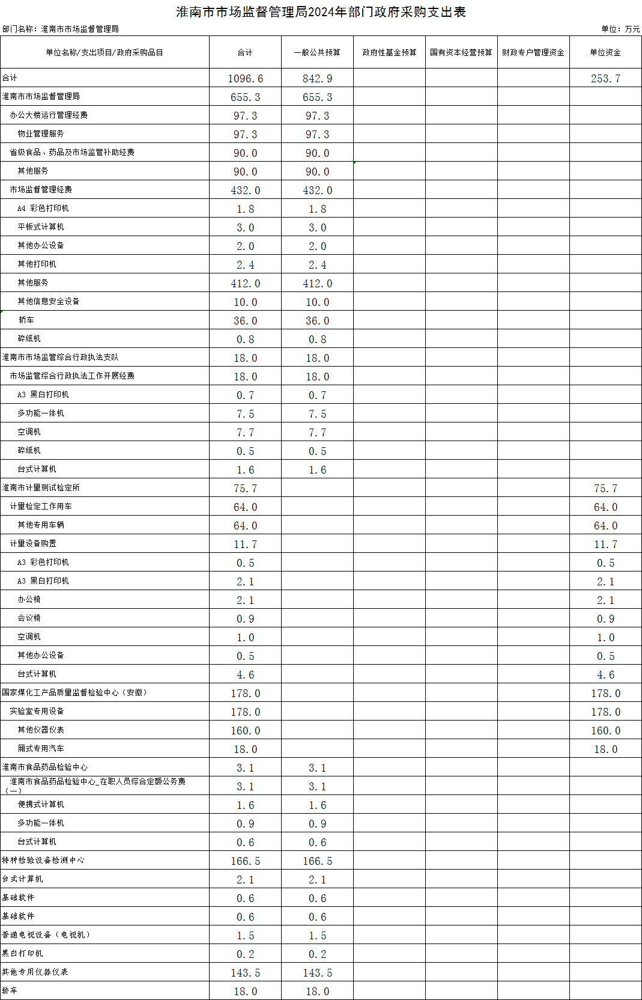 淮南市市场监督管理局2024年部门政府采购支出表
部门名称：淮南市市场监督管理局 单位：万元
单位名称/支出项目/政府采购品目 合计 一般公共预算 政府性基金预算 国有资本经营预算 财政专户管理资金 单位资金
合计 1096.6 842.9 253.7
淮南市市场监督管理局 655.3 655.3
办公大楼运行管理经费 97.3 97.3
物业管理服务 97.3 97.3
省级食品、药品及市场监管补助经费 90.0 90.0
其他服务 90.0 90.0
市场监督管理经费 432.0 432.0
A4 彩色打印机 1.8 1.8
平板式计算机 3.0 3.0
其他办公设备 2.0 2.0
其他打印机 2.4 2.4
其他服务 412.0 412.0
其他信息安全设备 10.0 10.0
轿车 36.0 36.0
碎纸机 0.8 0.8
淮南市市场监管综合行政执法支队 18.0 18.0
市场监管综合行政执法工作开展经费 18.0 18.0
A3 黑白打印机 0.7 0.7
多功能一体机 7.5 7.5
空调机 7.7 7.7
碎纸机 0.5 0.5
台式计算机 1.6 1.6
淮南市计量测试检定所 75.7 75.7
计量检定工作用车 64.0 64.0
其他专用车辆 64.0 64.0
计量设备购置 11.7 11.7
A3 彩色打印机 0.5 0.5
A3 黑白打印机 2.1 2.1
办公椅 2.1 2.1
会议椅 0.9 0.9
空调机 1.0 1.0
其他办公设备 0.5 0.5
台式计算机 4.6 4.6
国家煤化工产品质量监督检验中心（安徽） 178.0 178.0
实验室专用设备 178.0 178.0
其他仪器仪表 160.0 160.0
厢式专用汽车 18.0 18.0
淮南市食品药品检验中心 3.1 3.1
淮南市食品药品检验中心_在职人员综合定额公务费
（一） 3.1 3.1
便携式计算机 1.6 1.6
多功能一体机 0.9 0.9
台式计算机 0.6 0.6
特种检验设备检测中心 166.5 166.5
台式计算机 2.1 2.1
基础软件 0.6 0.6
基础软件 0.6 0.6
普通电视设备（电视机） 1.5 1.5
黑白打印机 0.2 0.2
其他专用仪器仪表 143.5 143.5
轿车 18.0 18.0